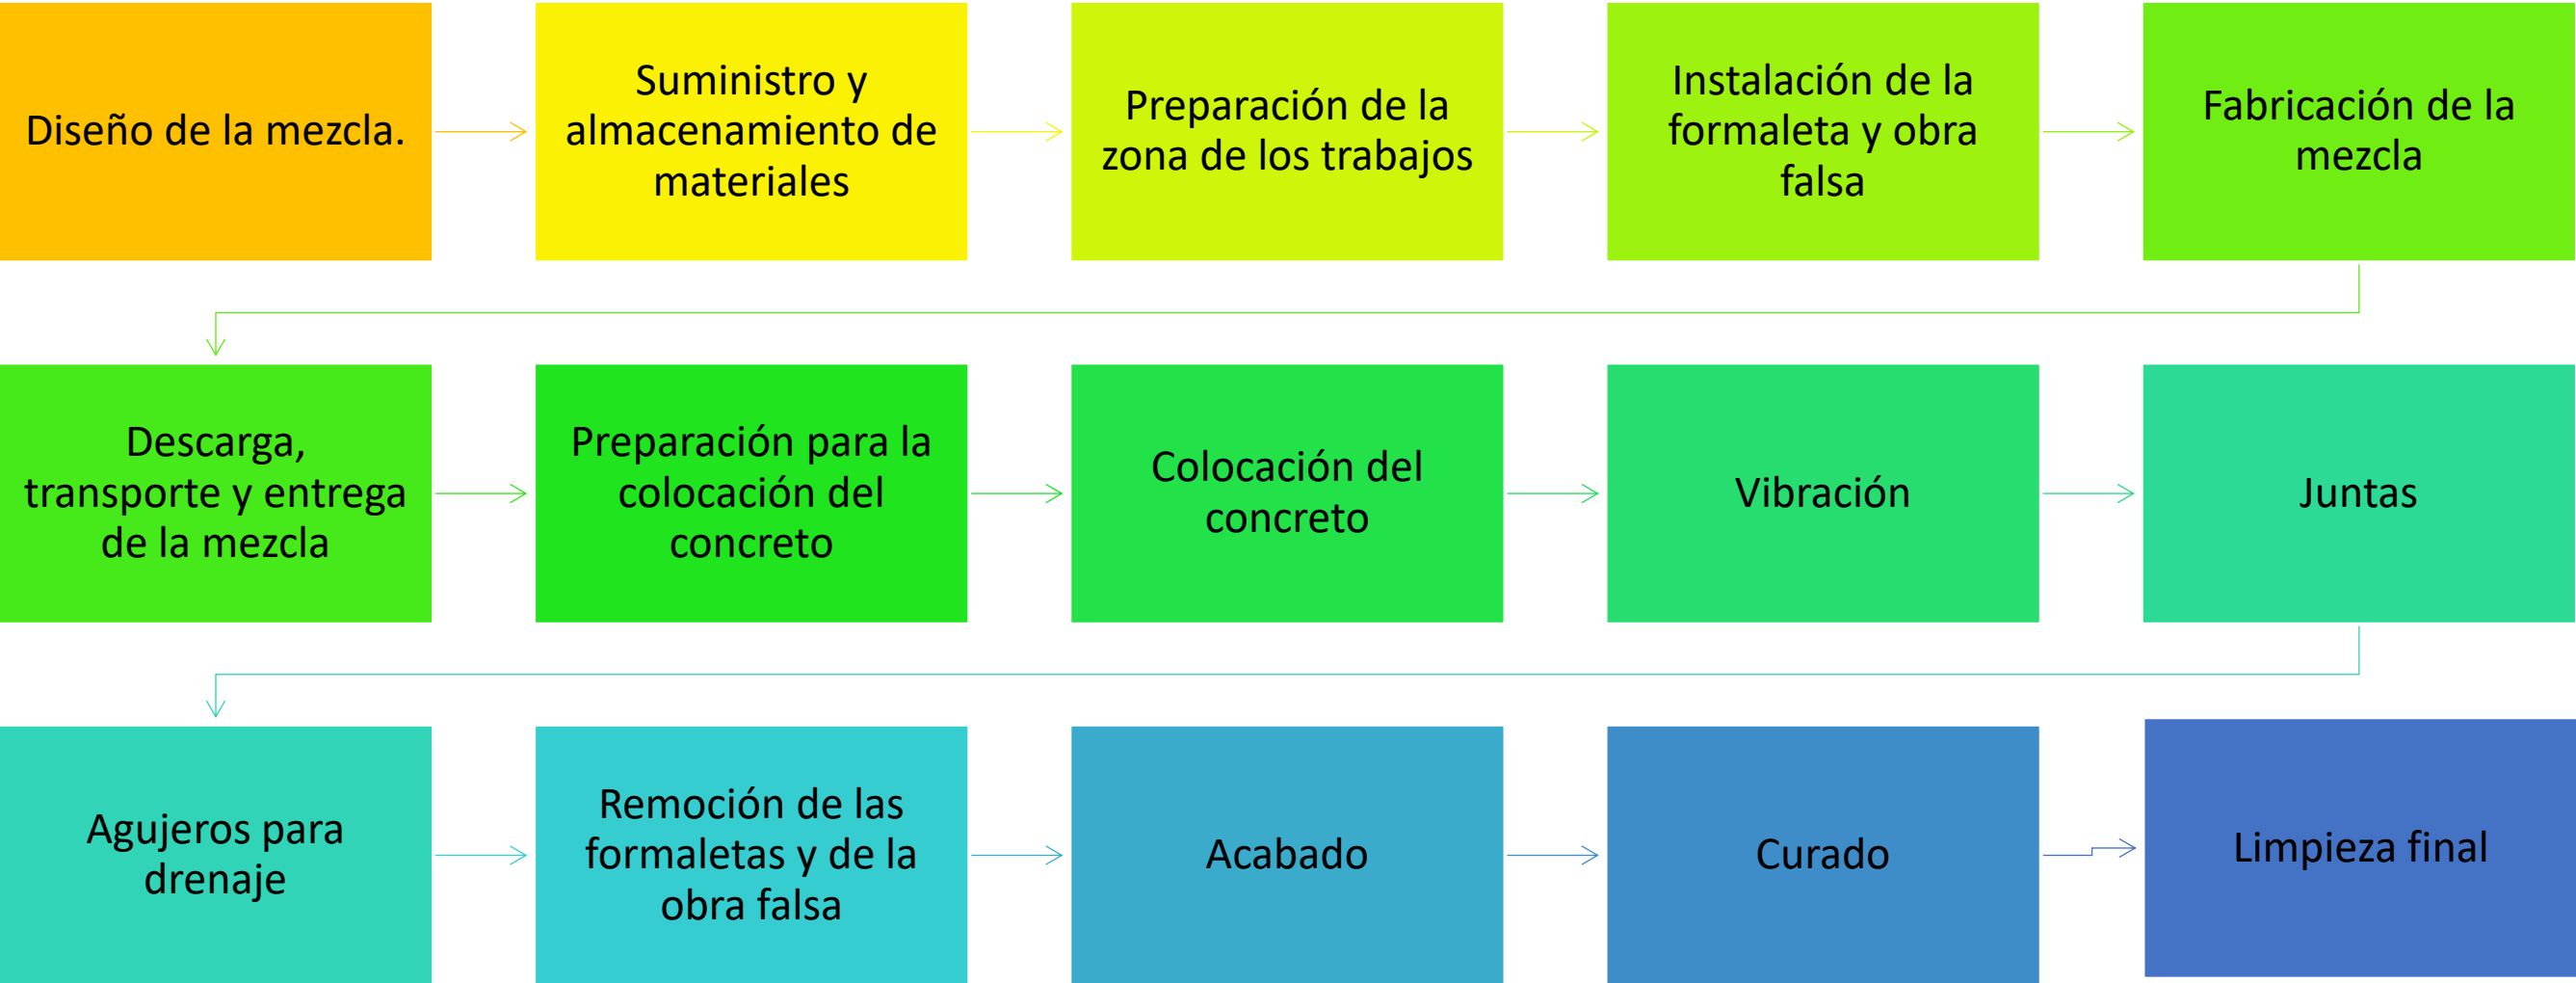 Diseño de la mezcla.
Suministro y
almacenamiento de
materiales
Preparación de la
zona de los trabajos
Instalación de la
formaleta y obra
falsa
Fabricación de la
mezcla
Descarga,
transporte y entrega
de la mezcla
Preparación para la
colocación del
concreto
Colocación del
concreto
Vibración
Juntas
Agujeros para
drenaje
Remoción de las
formaletas y de la
obra falsa
Acabado
Curado
Limpieza final